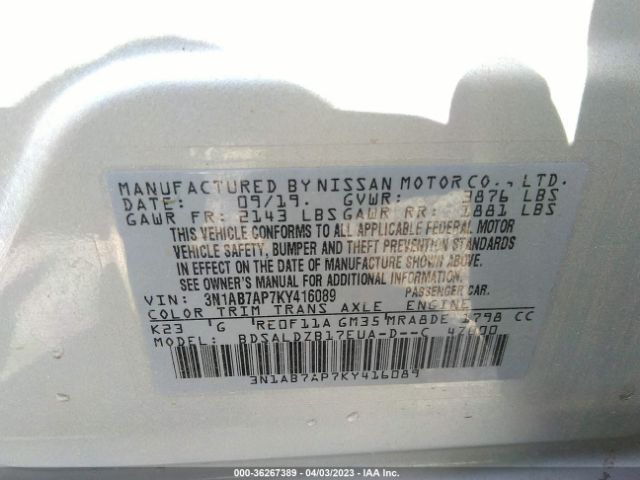 MANUFACTURED BY NISSAN MOTOR CO., LTD.
DATE: 09/19. GVWR: 3876 LBS
GAWR FR: 2143 LBS GAWR RR: 1881 LBS
THIS VEHICLE CONFORMS TO ALL APPLICABLE FEDERAL MOTOR
VEHICLE SAFETY, BUMPER AND THEFT PREVENTION STANDARDS
IN EFFECT ON THE DATE OF MANUFACTURE SHOWN ABOVE.
SEE OWNER'S MANUAL FOR ADDITIONAL INFORMATION.
VIN: 3N1AB7AP7KY416089 PASSENGER CAR.
COLOR TRIM TRANS AXLE ENGINE
K23 G RE0F11A GM35 MRA8DE 1798 CC
MODEL: BDSALDZB17EUA-D--C 47000
3N1AB7AP7KY416089
000-36267389 - 04/03/2023 - IAA Inc.